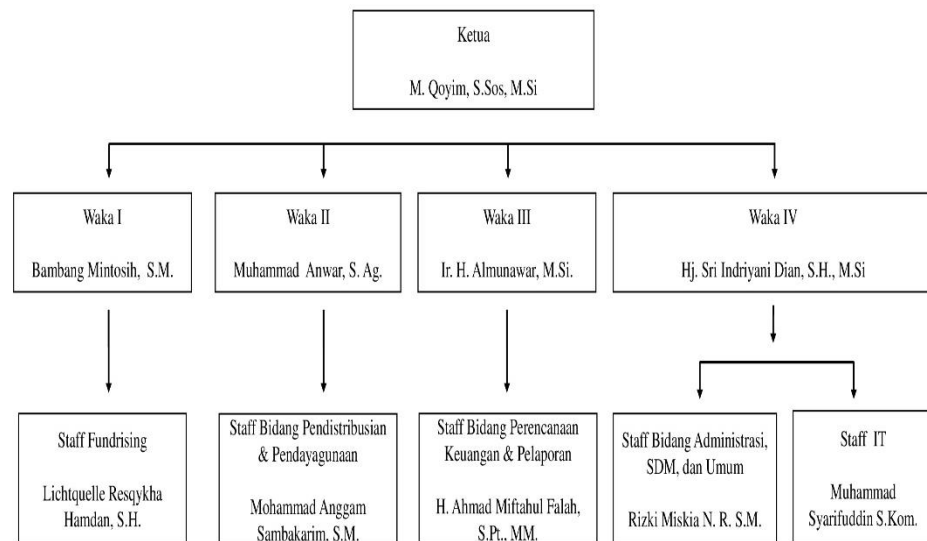 Ketua
M. Qoyim, S.Sos, M.Si
Waka I
Bambang Mintosih, S.M.
Waka II
Muhammad Anwar, S. Ag.
Waka III
Ir. H. Almunawar, M.Si.
Waka IV
Hj. Sri Indriyani Dian, S.H., M.Si
Staff Fundrising
Lichtquelle Resqykha
Hamdan, S.H.
Staff Bidang Pendistribusian
& Pendayagunaan
Mohammad Anggam
Sambakarim, S.M.
Staff Bidang Perencanaan
Keuangan & Pelaporan
H. Ahmad Miftahul Falah,
S.Pt., MM.
Staff Bidang Administrasi,
SDM, dan Umum
Rizki Miskia N. R. S.M.
Staff IT
Muhammad
Syarifuddin S.Kom.